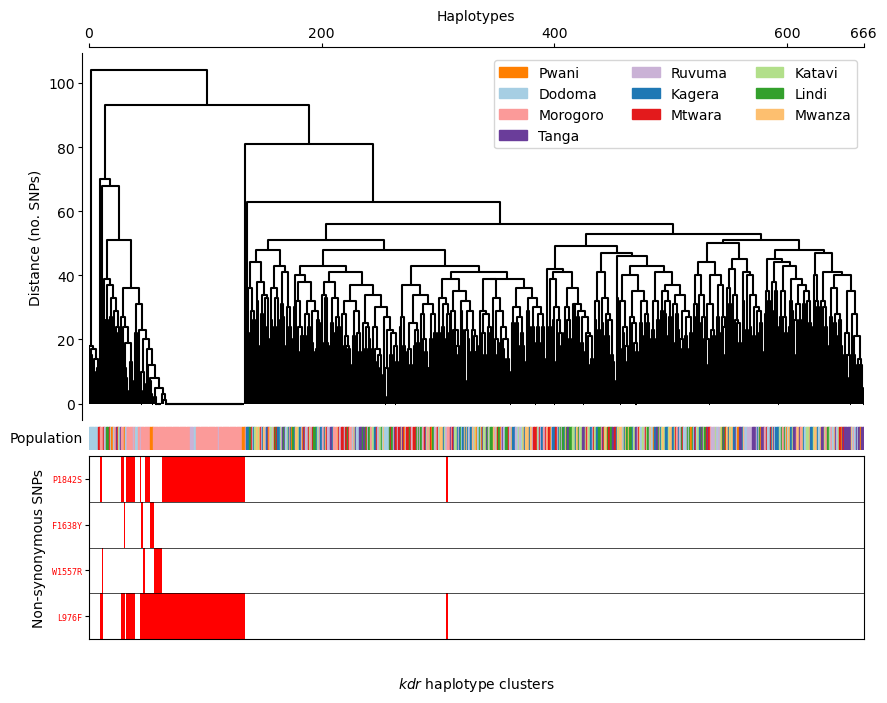 Haplotypes
0 200 400 600 666
Pwani Ruvuma Katavi
Dodoma Kagera Lindi
Morogoro Mtwara Mwanza
Tanga
100
80
60
40
20
0
Distance (no. SNPs)
Population
P1842S
F1638Y
W1557R
L976F
Non-synonymous SNPs
kdr haplotype clusters